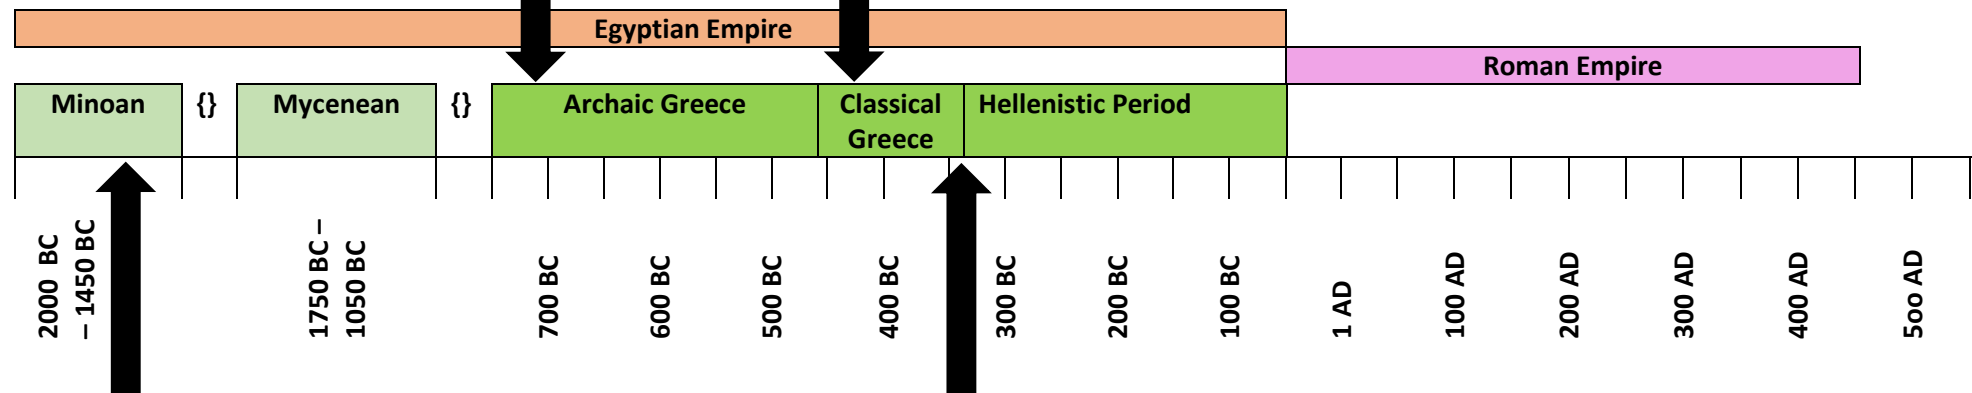 Egyptian Empire
Roman Empire
Minoan
{}
Mycenean
{}
Archaic Greece
Classical
Greece
Hellenistic Period
2000 BC
– 1450 BC
1750 BC –
1050 BC
700 BC
600 BC
500 BC
400 BC
300 BC
200 BC
100 BC
1 AD
100 AD
200 AD
300 AD
400 AD
5oo AD